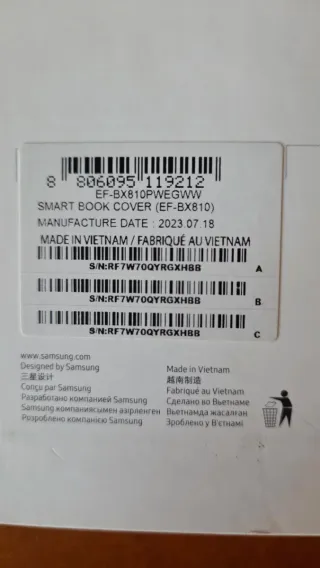 8 806095 119212
EF-BX810PWEGWW
SMART BOOK COVER (EF-BX810)
MANUFACTURE DATE : 2023.07.18
MADE IN VIETNAM / FABRIQUÉ AU VIETNAM
S/N:RF7W70QYRGXHBB A
S/N:RF7W70QYRGXHBB B
S/N:RF7W70QYRGXHBB C
www.samsung.com
Designed by Samsung
三星设计
Conçu par Samsung
Разработано компанией Samsung
Samsung компаниясымен әзірленген
Розроблено компанією Samsung
Made in Vietnam
越南制造
Fabriqué au Vietnam
Сделано во Вьетнаме
Вьетнамда жасалған
Зроблено у В'єтнамі